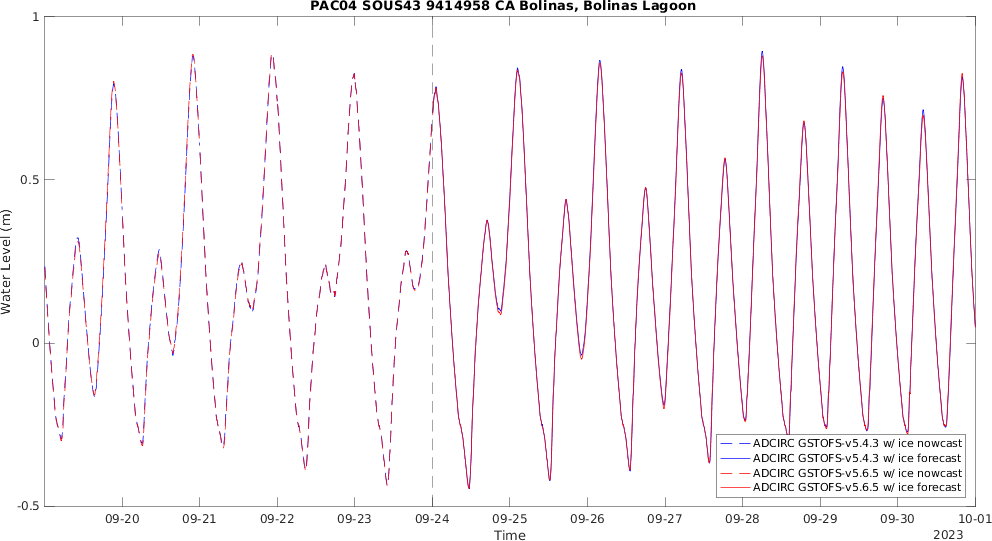 PAC04 SOUS43 9414958 CA Bolinas, Bolinas Lagoon
1
0.5
0
-0.5
Water Level (m)
09-20 09-21 09-22 09-23 09-24 09-25 09-26 09-27 09-28 09-29 09-30 10-01
Time
2023
ADCIRC GSTOFS-v5.4.3 w/ ice nowcast
ADCIRC GSTOFS-v5.4.3 w/ ice forecast
ADCIRC GSTOFS-v5.6.5 w/ ice nowcast
ADCIRC GSTOFS-v5.6.5 w/ ice forecast